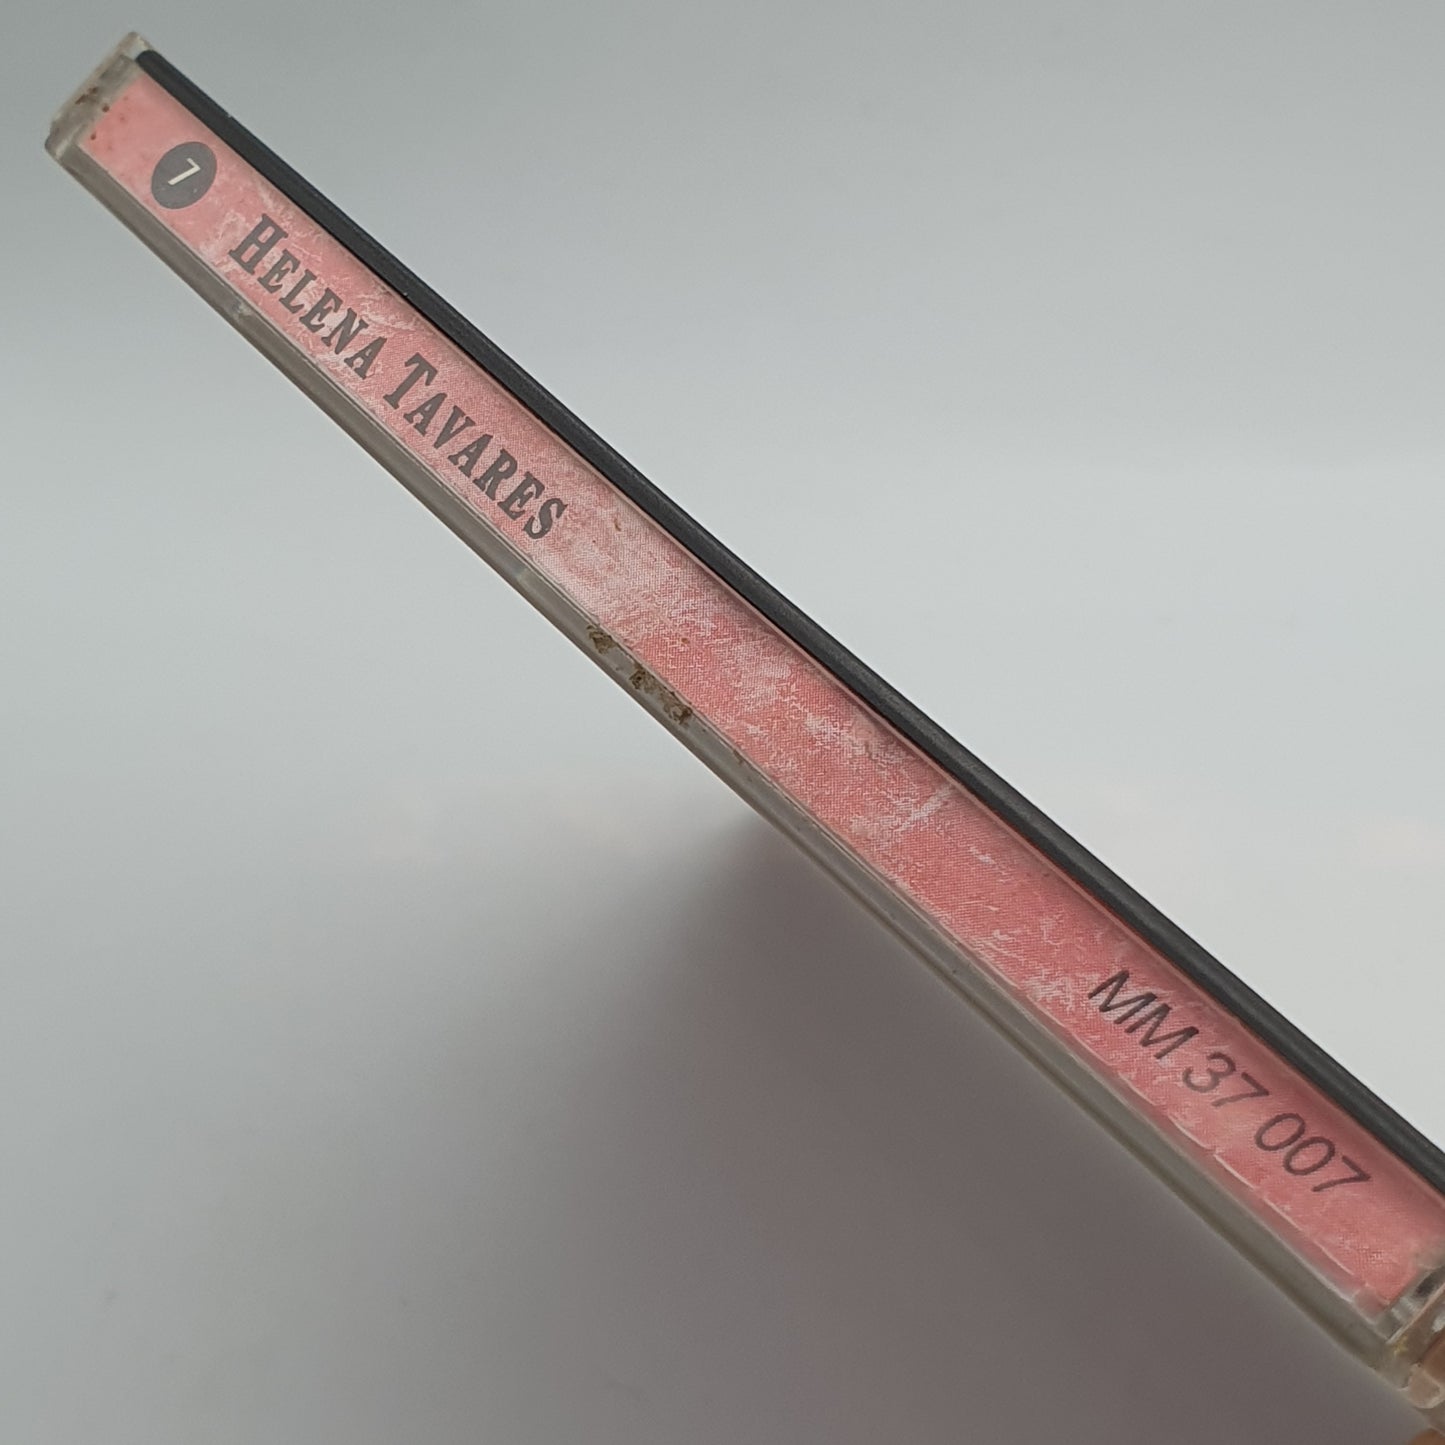 7 HELENA TAVARES MM 37 007